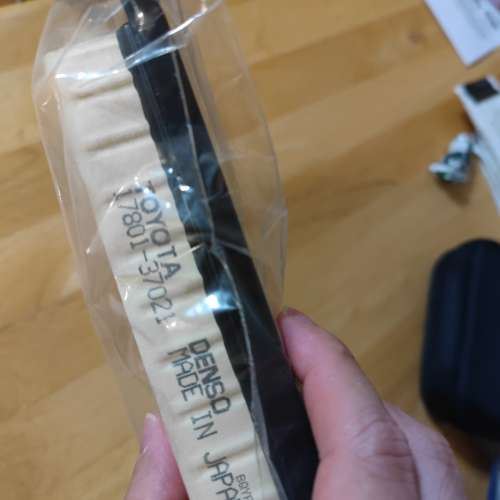 TOYOTA
17801-37021
DENSO
MADE IN JAPAN